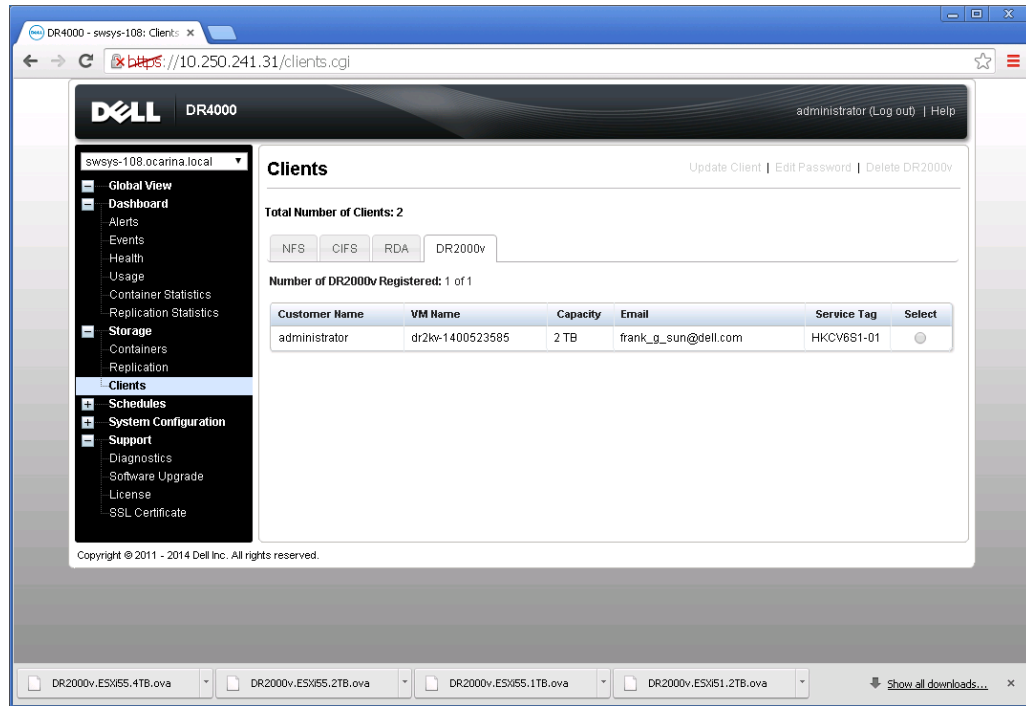 DR4000 - swsys-108: Clients
https://10.250.241.31/clients.cgi
DELL DR4000 administrator (Log out) | Help
swsys-108.ocarina.local
Clients Update Client | Edit Password | Delete DR2000v
Global View
Dashboard
Alerts
Events
Health
Usage
Container Statistics
Replication Statistics
Storage
Containers
Replication
Clients
Schedules
System Configuration
Support
Diagnostics
Software Upgrade
License
SSL Certificate
Total Number of Clients: 2
NFS CIFS RDA DR2000v
Number of DR2000v Registered: 1 of 1
Customer Name VM Name Capacity Email Service Tag Select
administrator dr2kv-1400523585 2 TB frank_g_sun@dell.com HKCV6S1-01
Copyright © 2011 - 2014 Dell Inc. All rights reserved.
DR2000v.ESXi55.4TB.ova DR2000v.ESXi55.2TB.ova DR2000v.ESXi55.1TB.ova DR2000v.ESXi51.2TB.ova Show all downloads...